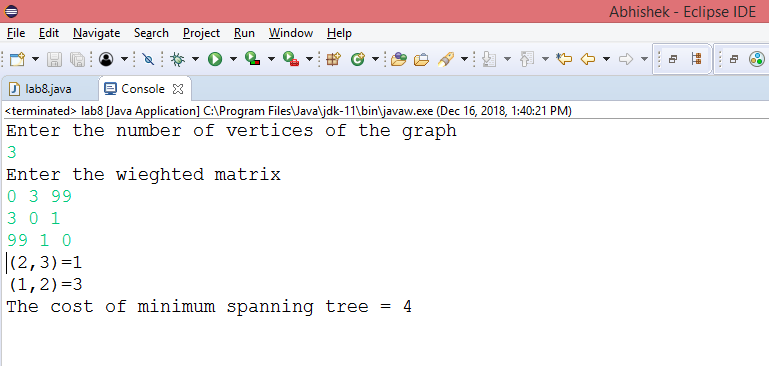 Abhishek - Eclipse IDE
File Edit Navigate Search Project Run Window Help
lab8.java Console
<terminated> lab8 [Java Application] C:\Program Files\Java\jdk-11\bin\javaw.exe (Dec 16, 2018, 1:40:21 PM)
Enter the number of vertices of the graph
3
Enter the wieghted matrix
0 3 99
3 0 1
99 1 0
(2,3)=1
(1,2)=3
The cost of minimum spanning tree = 4